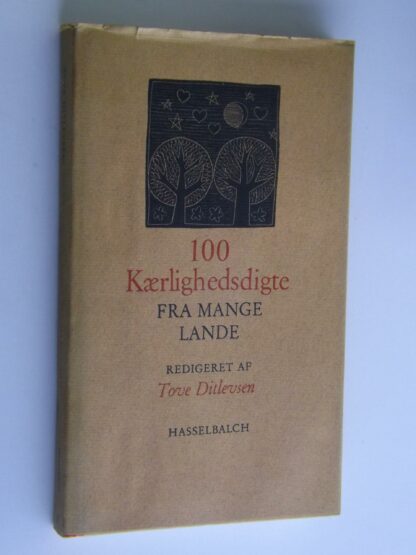 100
Kærlighedsdigte
FRA MANGE
LANDE
REDIGERET AF
Tove Ditlevsen
HASSELBALCH